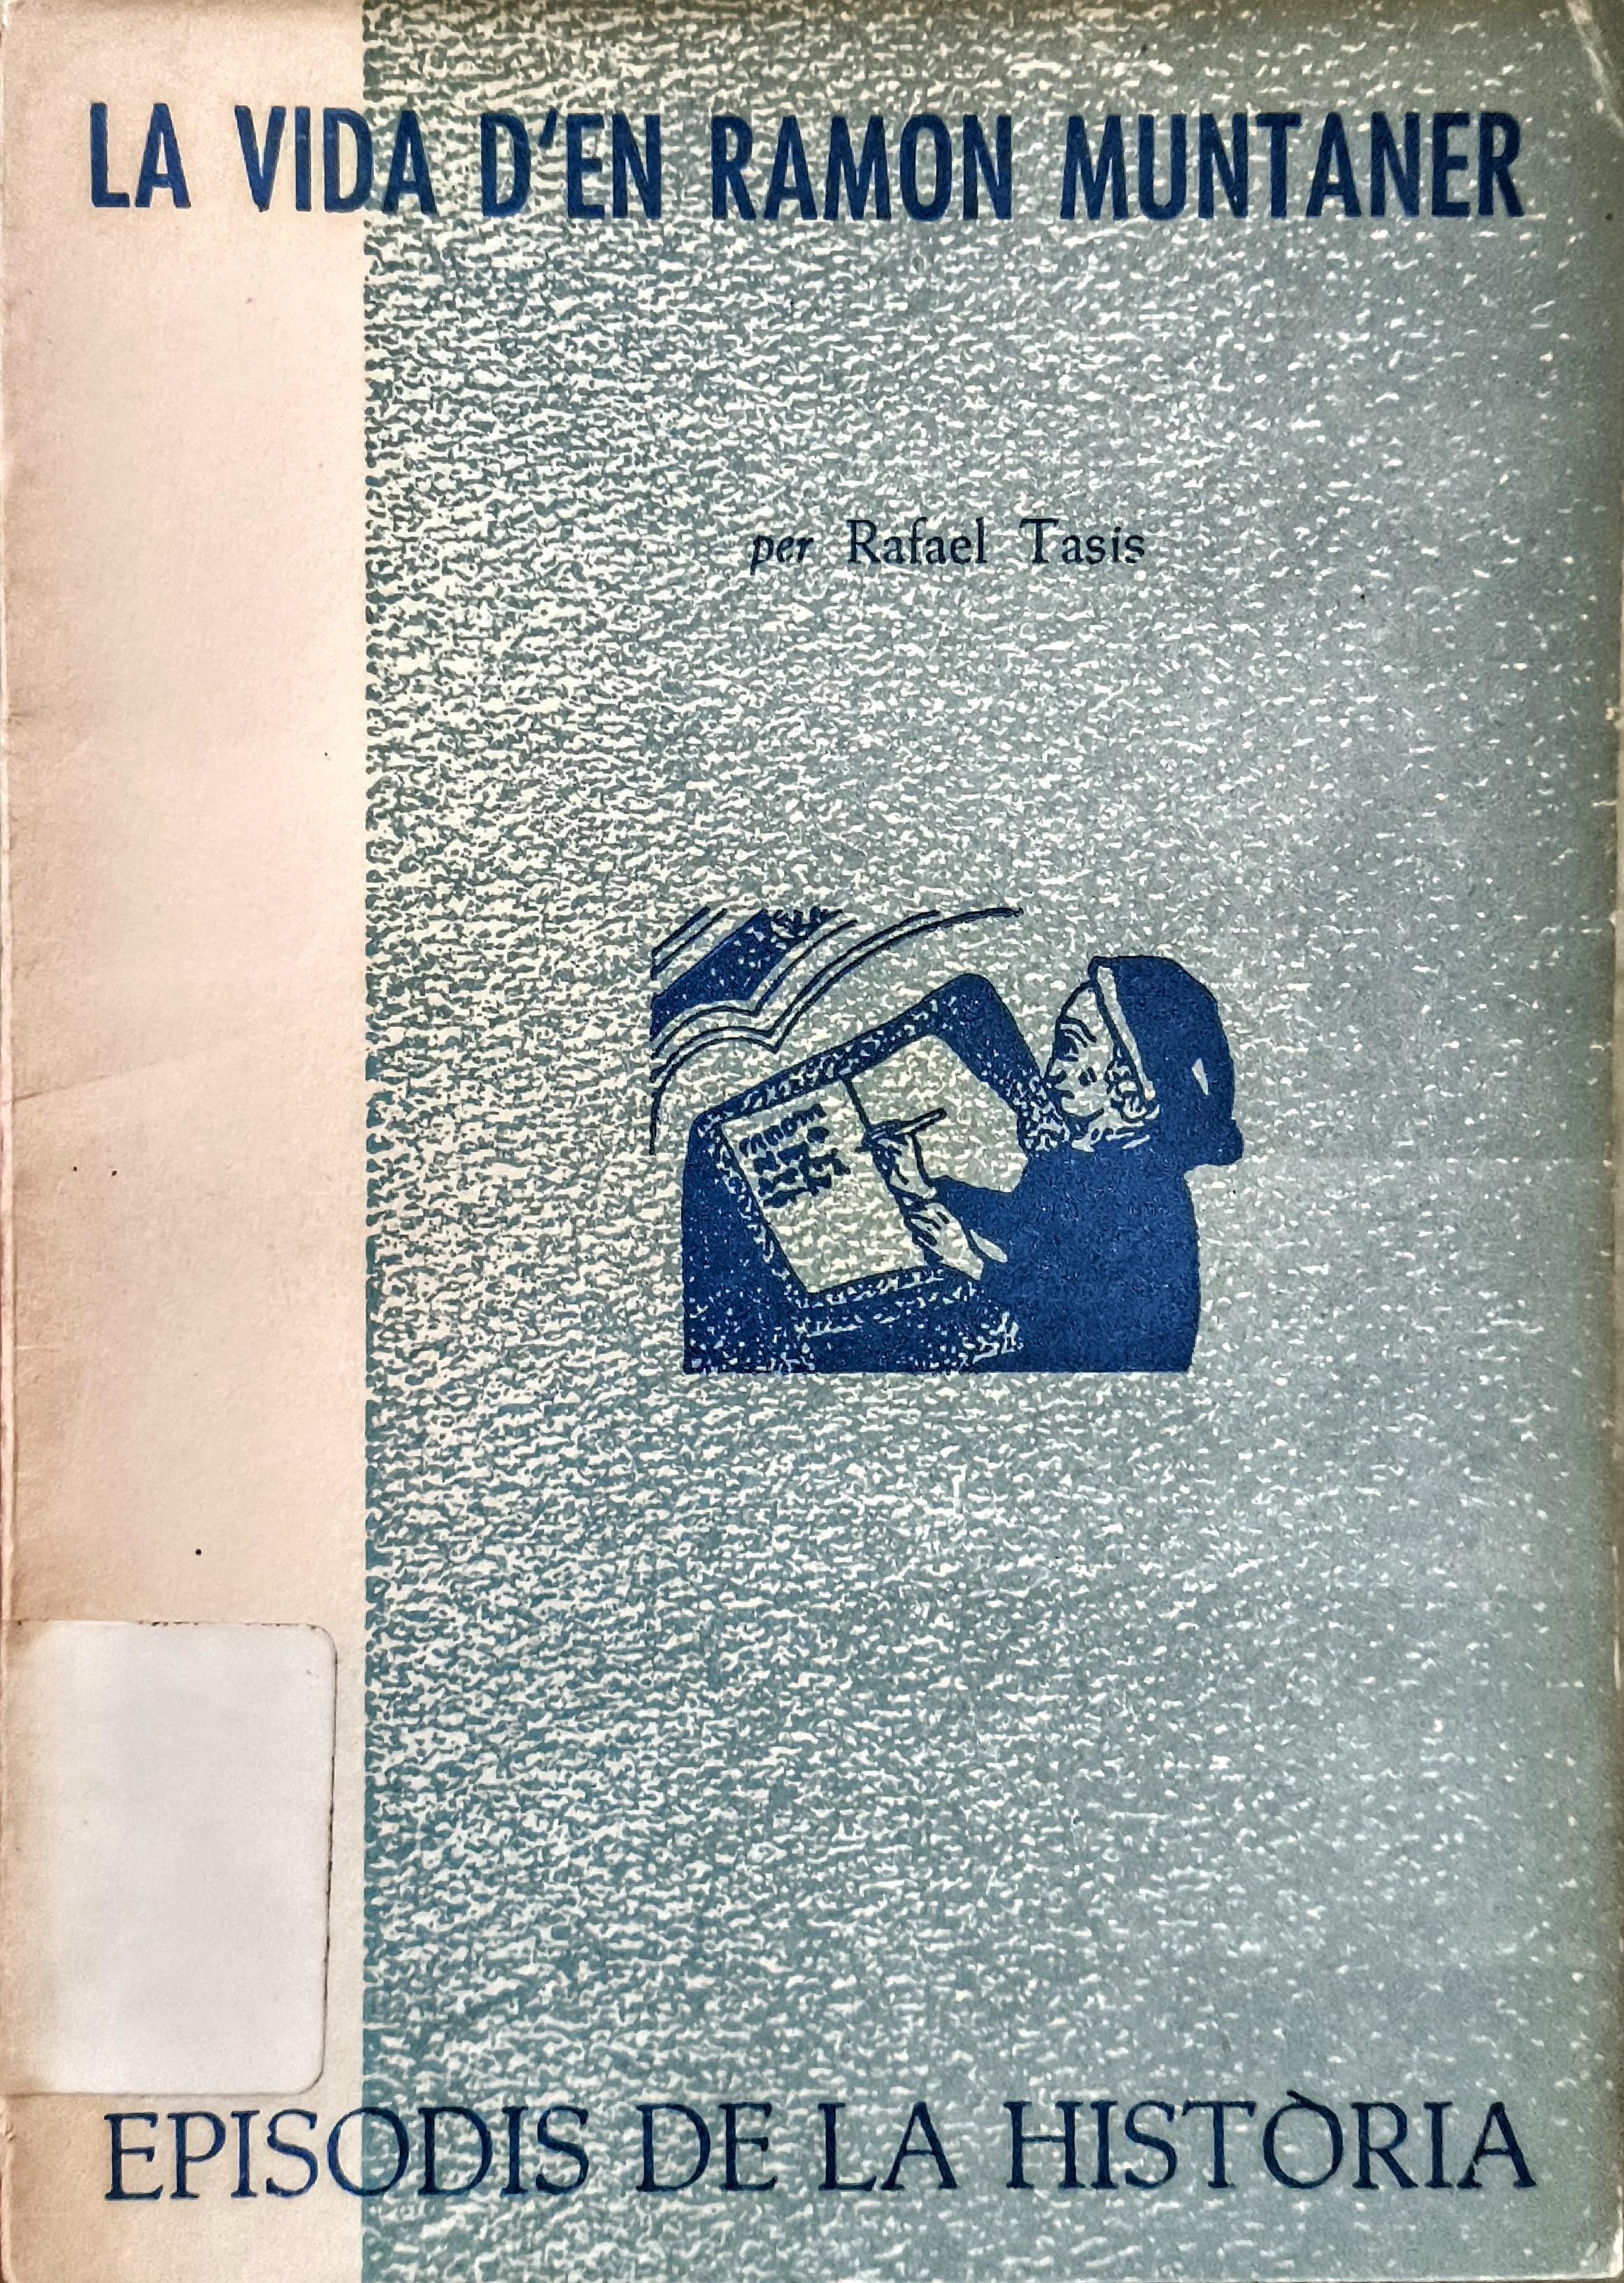 LA VIDA D'EN RAMON MUNTANER
per Rafael Tasis
EPISODIS DE LA HISTÒRIA